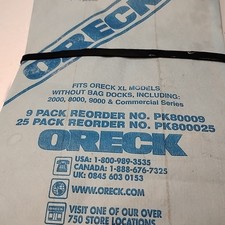 ORECK
FITS ORECK XL MODELS
WITHOUT BAG DOCKS, INCLUDING:
2000, 8000, 9000 & Commercial Series
9 PACK REORDER NO. PK80009
25 PACK REORDER NO. PK800025
ORECK
USA: 1-800-989-3535
CANADA: 1-888-676-7325
UK: 0845 603 0153
WWW.ORECK.COM
VISIT ONE OF OUR OVER
750 STORE LOCATIONS